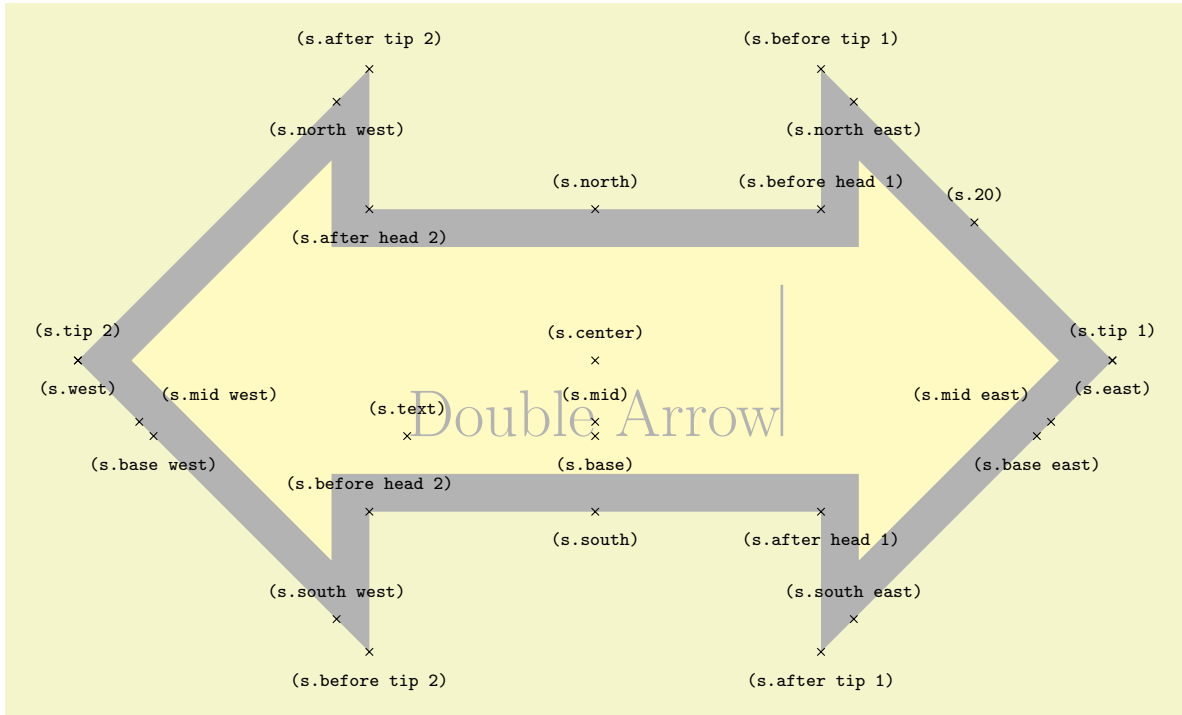 (s.after tip 2) (s.before tip 1)
(s.north west) (s.north east)
(s.north) (s.before head 1)
(s.20)
(s.after head 2)
(s.tip 2) (s.center) (s.tip 1)
(s.west) (s.mid west) (s.mid) (s.mid east) (s.east)
(s.text)
Double Arrow
(s.base west) (s.base) (s.base east)
(s.before head 2)
(s.south) (s.after head 1)
(s.south west) (s.south east)
(s.before tip 2) (s.after tip 1)